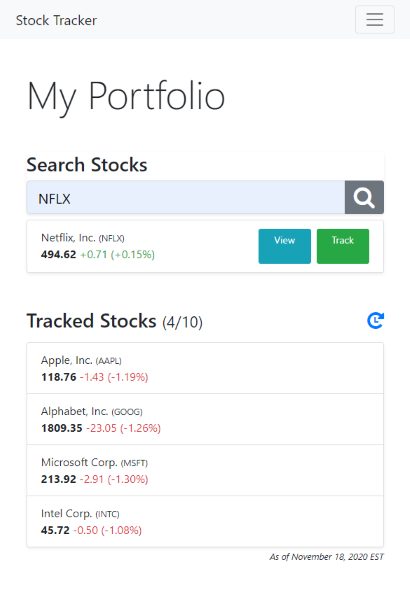 Stock Tracker
My Portfolio
Search Stocks
NFLX
Netflix, Inc. (NFLX)
494.62 +0.71 (+0.15%)
View
Track
Tracked Stocks (4/10)
Apple, Inc. (AAPL)
118.76 -1.43 (-1.19%)
Alphabet, Inc. (GOOG)
1809.35 -23.05 (-1.26%)
Microsoft Corp. (MSFT)
213.92 -2.91 (-1.30%)
Intel Corp. (INTC)
45.72 -0.50 (-1.08%)
As of November 18, 2020 EST